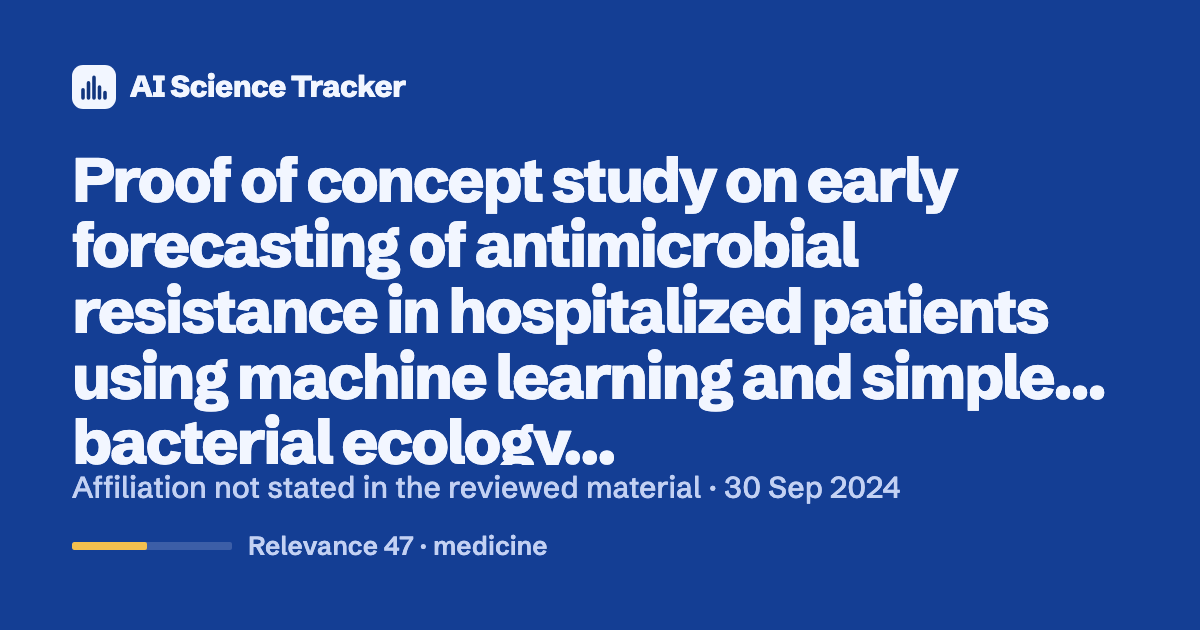 AI Science Tracker
Proof of concept study on early
forecasting of antimicrobial
resistance in hospitalized patients
using machine learning and simple...
bacterial ecology...
Affiliation not stated in the reviewed material · 30 Sep 2024
Relevance 47 · medicine